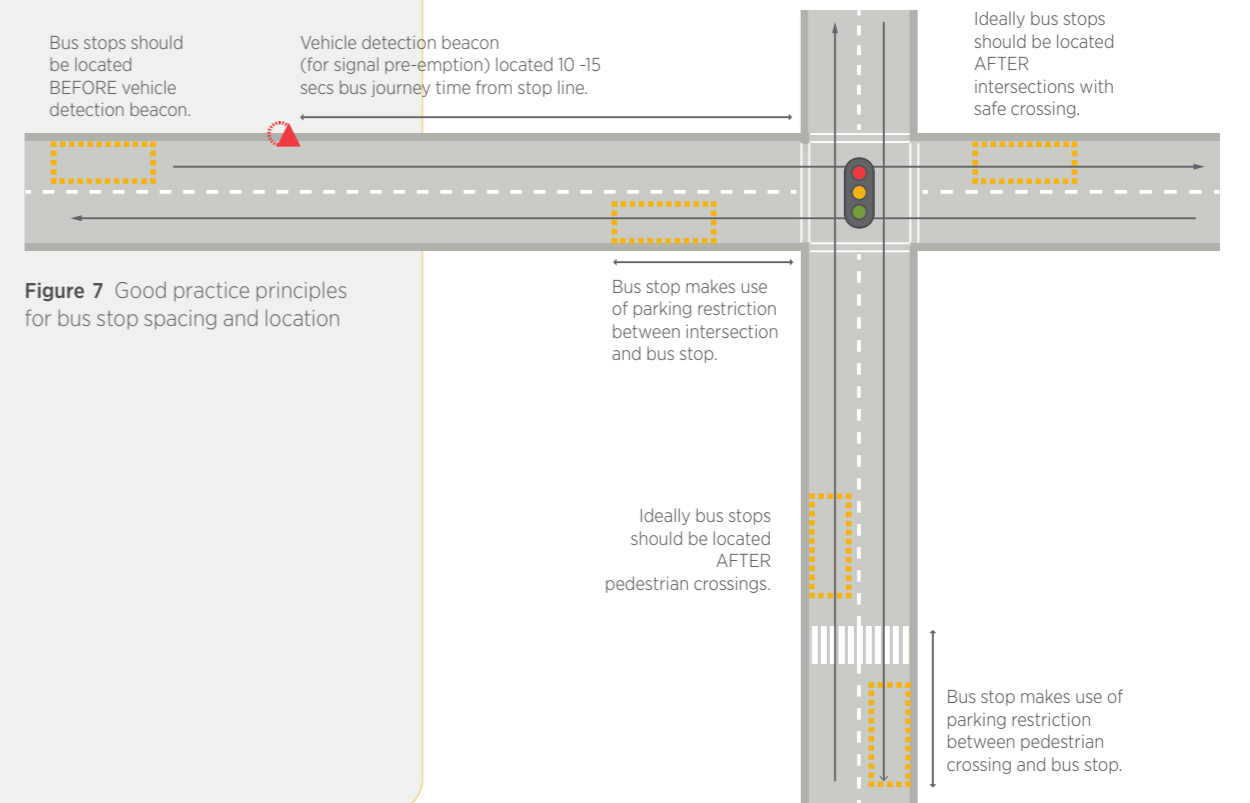 Bus stops should
be located
BEFORE vehicle
detection beacon.
Vehicle detection beacon
(for signal pre-emption) located 10 -15
secs bus journey time from stop line.
Ideally bus stops
should be located
AFTER
intersections with
safe crossing.
Figure 7 Good practice principles
for bus stop spacing and location
Bus stop makes use
of parking restriction
between intersection
and bus stop.
Ideally bus stops
should be located
AFTER
pedestrian crossings.
Bus stop makes use of
parking restriction
between pedestrian
crossing and bus stop.